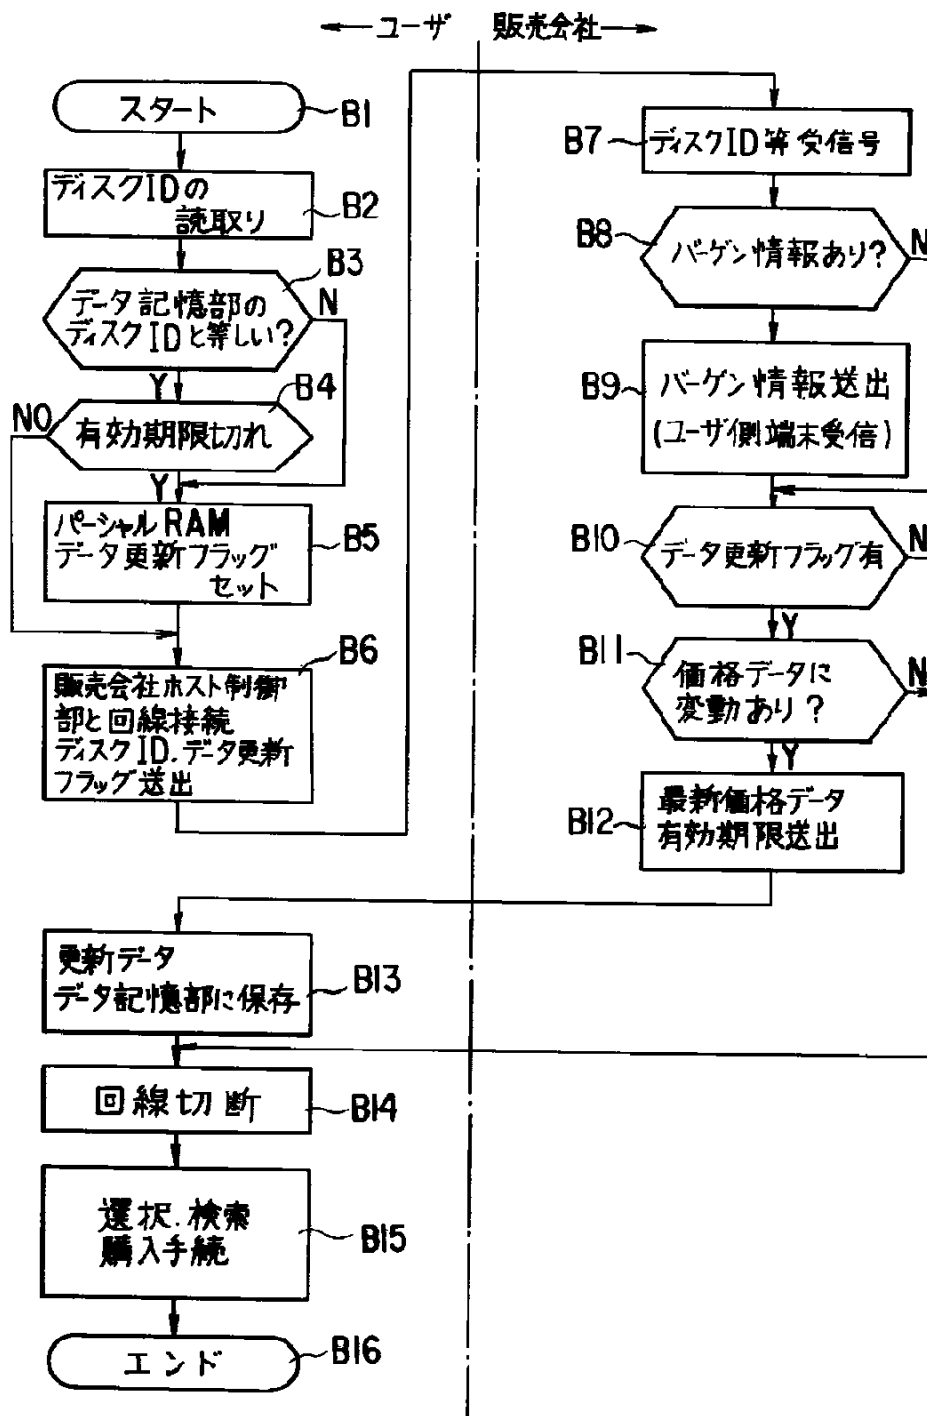 ←ユーザ 販売会社→
スタート
B1
ディスクIDの
読取り
B2
B3
データ記憶部の
ディスクIDと等しい?
N
Y
B4
NO
有効期限切れ
Y
パーシャルRAM
データ更新フラッグ
セット
B5
B6
販売会社ホスト制御
部と回線接続
ディスクID.データ更新
フラッグ送出
B7
ディスクID等受信号
B8
バーゲン情報あり?
N
B9
バーゲン情報送出
(ユーザ側端末受信)
B10
データ更新フラッグ有
N
Y
B11
価格データに
変動あり?
N
Y
B12
最新価格データ
有効期限送出
更新データ
データ記憶部に保存
B13
回線切断
B14
選択.検索
購入手続
B15
エンド
B16